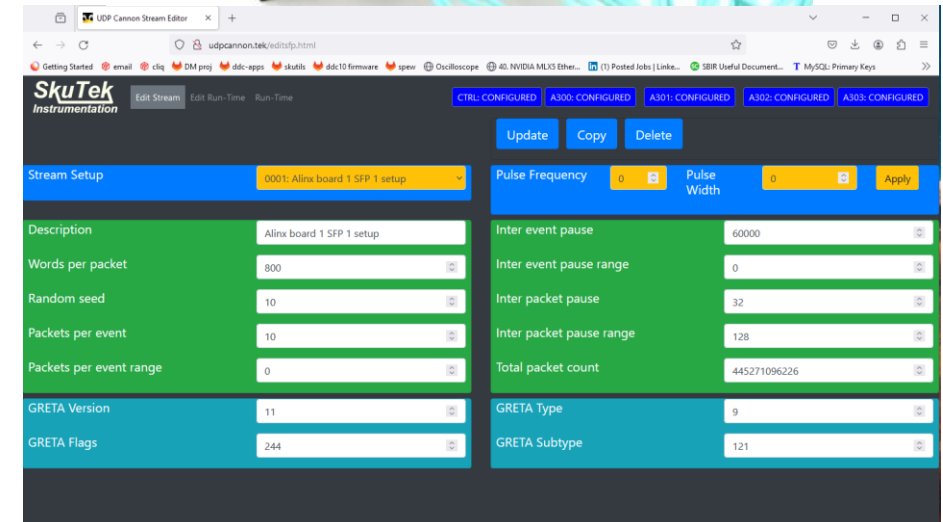 UDP Cannon Stream Editor × +
udpcannon.tek/editsfp.html
Getting Started email cliq DM proj ddc-apps skutils ddc10 firmware spew Oscilloscope 40. NVIDIA MLX5 Ether... (1) Posted Jobs | Linke... SBIR Useful Document... MySQL: Primary Keys
SkuTek
Instrumentation
Edit Stream Edit Run-Time Run-Time CTRL: CONFIGURED A300: CONFIGURED A301: CONFIGURED A302: CONFIGURED A303: CONFIGURED
Update Copy Delete
Stream Setup 0001: Alinx board 1 SFP 1 setup
Pulse Frequency 0 Pulse Width 0 Apply
Description Alinx board 1 SFP 1 setup
Inter event pause 60000
Words per packet 800
Inter event pause range 0
Random seed 10
Inter packet pause 32
Packets per event 10
Inter packet pause range 128
Packets per event range 0
Total packet count 445271096226
GRETA Version 11
GRETA Type 9
GRETA Flags 244
GRETA Subtype 121